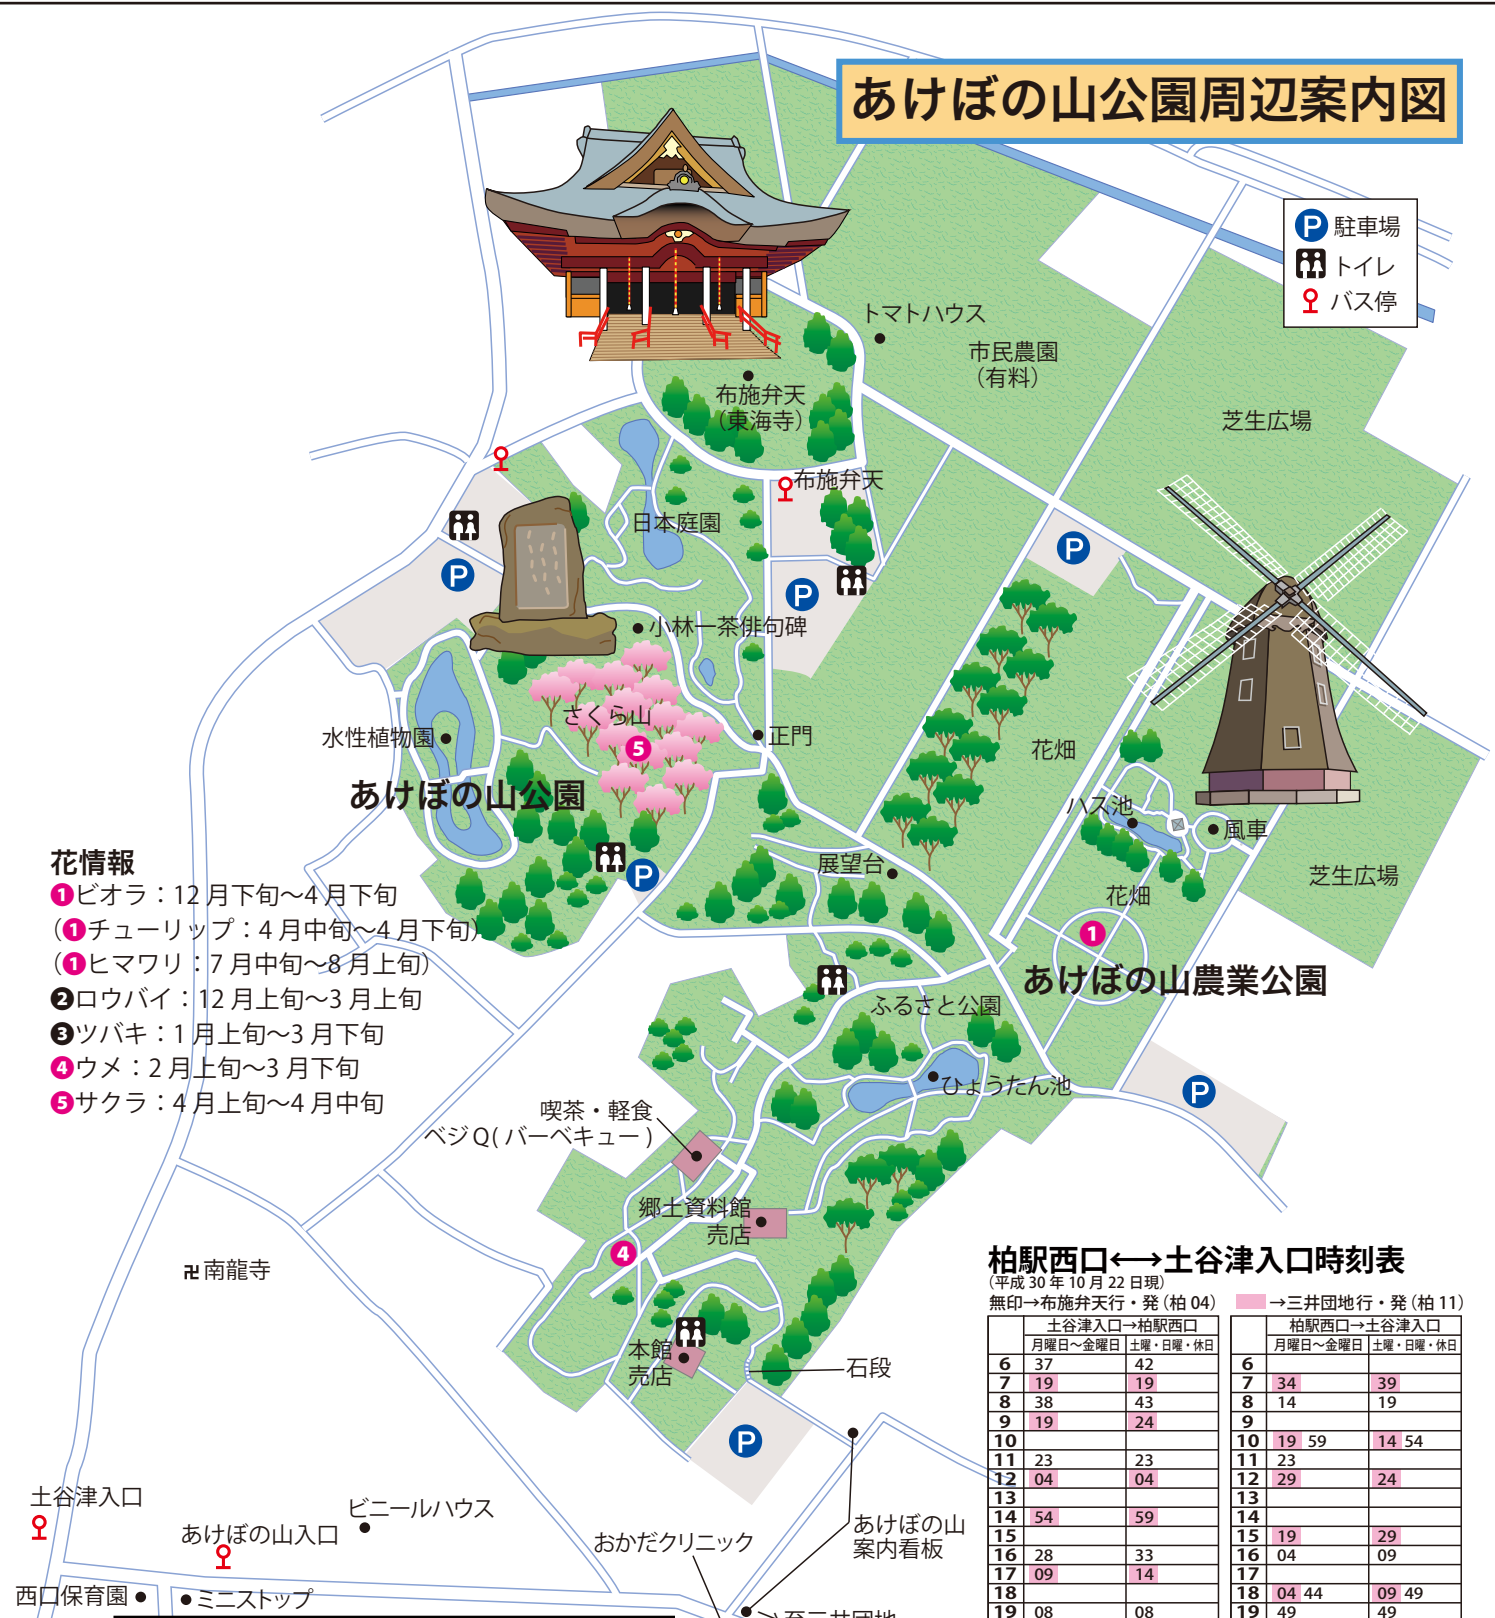 あけぼの山公園周辺案内図
P 駐車場
トイレ
バス停
トマトハウス
市民農園
（有料）
芝生広場
布施弁天
（東海寺）
布施弁天
日本庭園
P
P
P
小林一茶俳句碑
さくら山
5
正門
水性植物園
あけぼの山公園
花畑
ハス池
風車
芝生広場
展望台
P
花畑
1
あけぼの山農業公園
花情報
❶ビオラ：12月下旬〜4月下旬
（❶チューリップ：4月中旬〜4月下旬）
（❶ヒマワリ：7月中旬〜8月上旬）
❷ロウバイ：12月上旬〜3月上旬
❸ツバキ：1月上旬〜3月下旬
❹ウメ：2月上旬〜3月下旬
❺サクラ：4月上旬〜4月中旬
ふるさと公園
ひょうたん池
P
喫茶・軽食
ベジQ(バーベキュー)
郷土資料館
売店
4
卍南龍寺
本館
売店
石段
P
土谷津入口
あけぼの山入口
ビニールハウス
おかだクリニック
あけぼの山
案内看板
西口保育園
ミニストップ
至三井団地
柏駅西口⟷土谷津入口時刻表
（平成30年10月22日現）
無印→布施弁天行・発（柏04） →三井団地行・発（柏11）
土谷津入口→柏駅西口
月曜日〜金曜日 土曜・日曜・休日
6 37 42
7 19 19
8 38 43
9 19 24
10
11 23 23
12 04 04
13
14 54 59
15
16 28 33
17 09 14
18
19 08 08
柏駅西口→土谷津入口
月曜日〜金曜日 土曜・日曜・休日
6
7 34 39
8 14 19
9
10 19 59 14 54
11 23
12 29 24
13
14
15 19 29
16 04 09
17
18 04 44 09 49
19 49 49